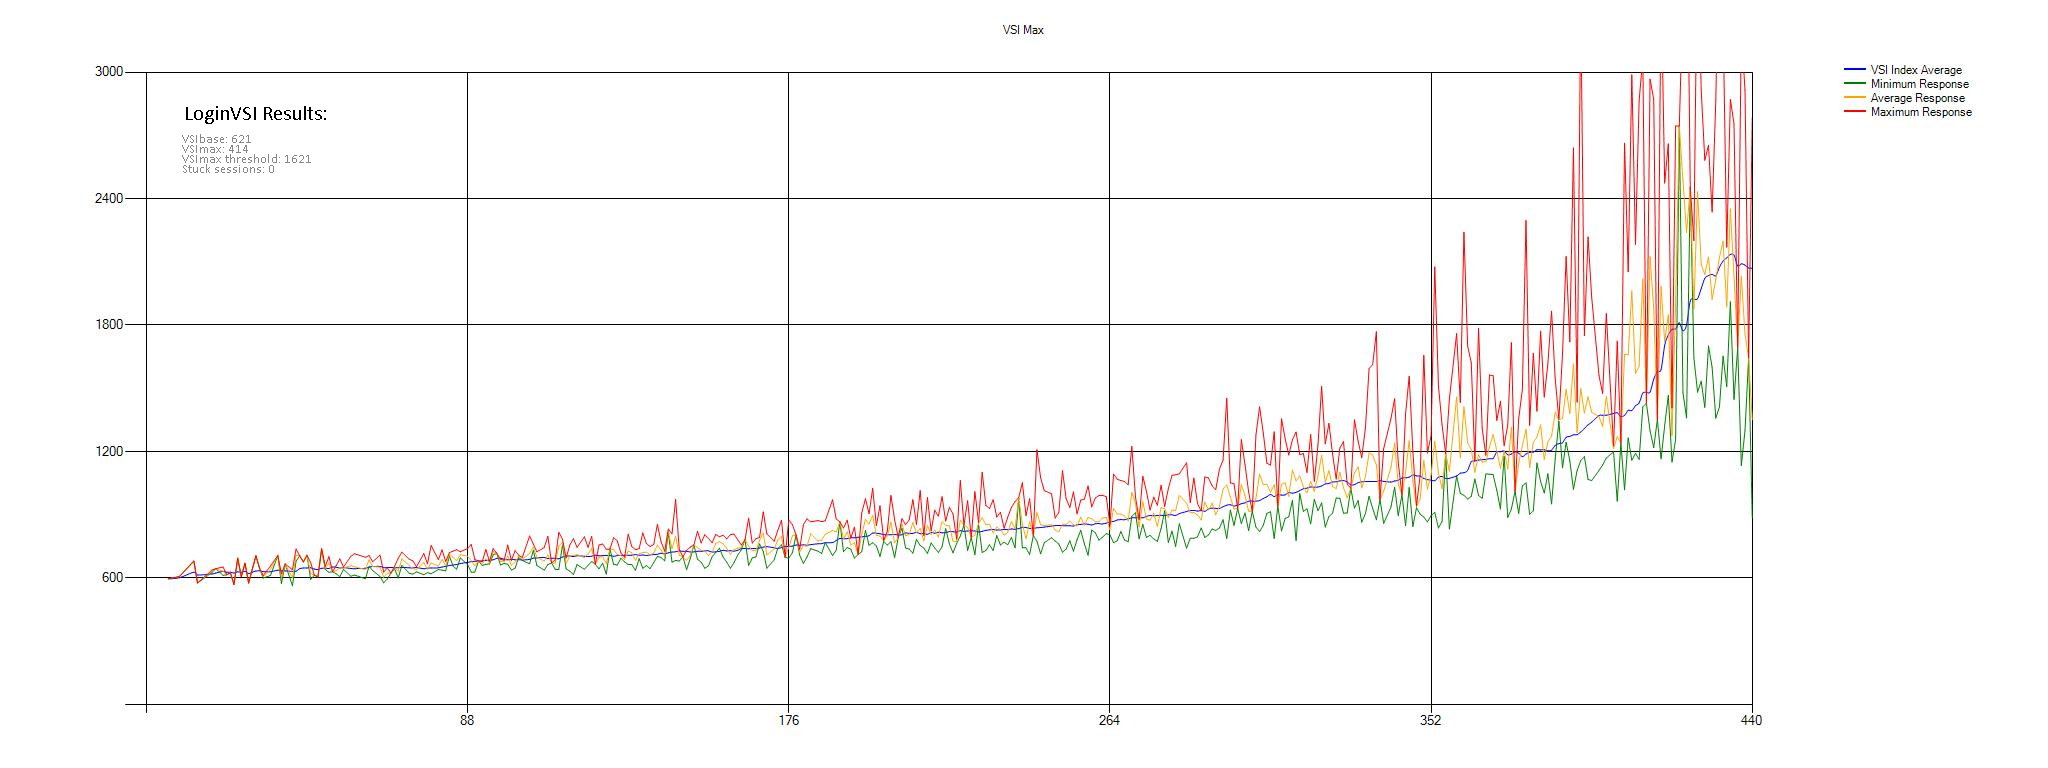 VSI Max
3000
2400
1800
1200
600
LoginVSI Results:
VSIbase: 621
VSImax: 414
VSImax threshold: 1621
Stuck sessions: 0
VSI Index Average
Minimum Response
Average Response
Maximum Response
88
176
264
352
440